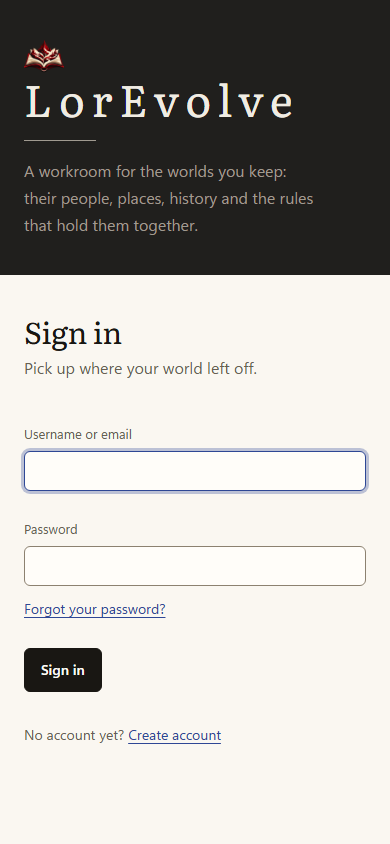 LorEvolve
A workroom for the worlds you keep:
their people, places, history and the rules
that hold them together.
Sign in
Pick up where your world left off.
Username or email
Password
Forgot your password?
Sign in
No account yet? Create account